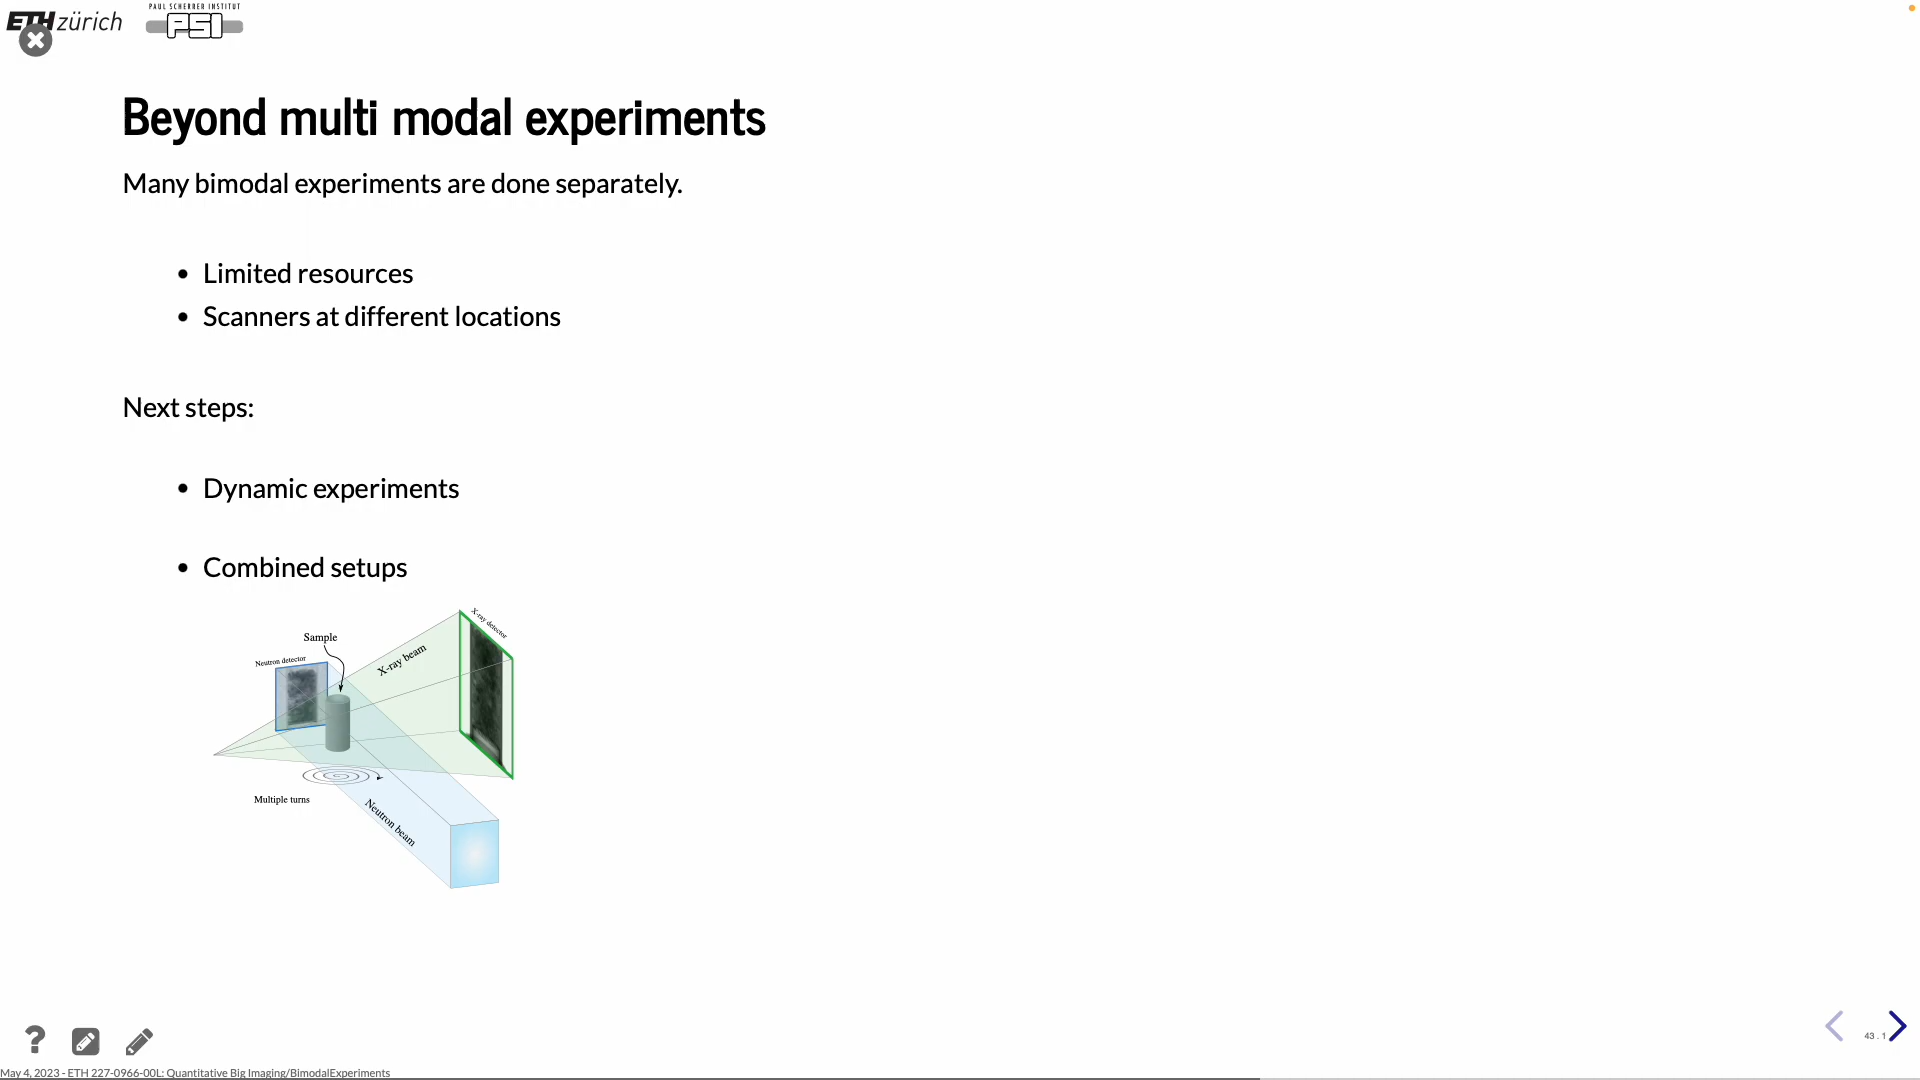 ETH zürich
PAUL SCHERRER INSTITUT
PSI
Beyond multi modal experiments
Many bimodal experiments are done separately.
• Limited resources
• Scanners at different locations
Next steps:
• Dynamic experiments
• Combined setups
X-ray detector
Sample
X-ray beam
Neutron detector
Multiple turns
Neutron beam
43 . 1
May 4, 2023 - ETH 227-0966-00L: Quantitative Big Imaging/BimodalExperiments